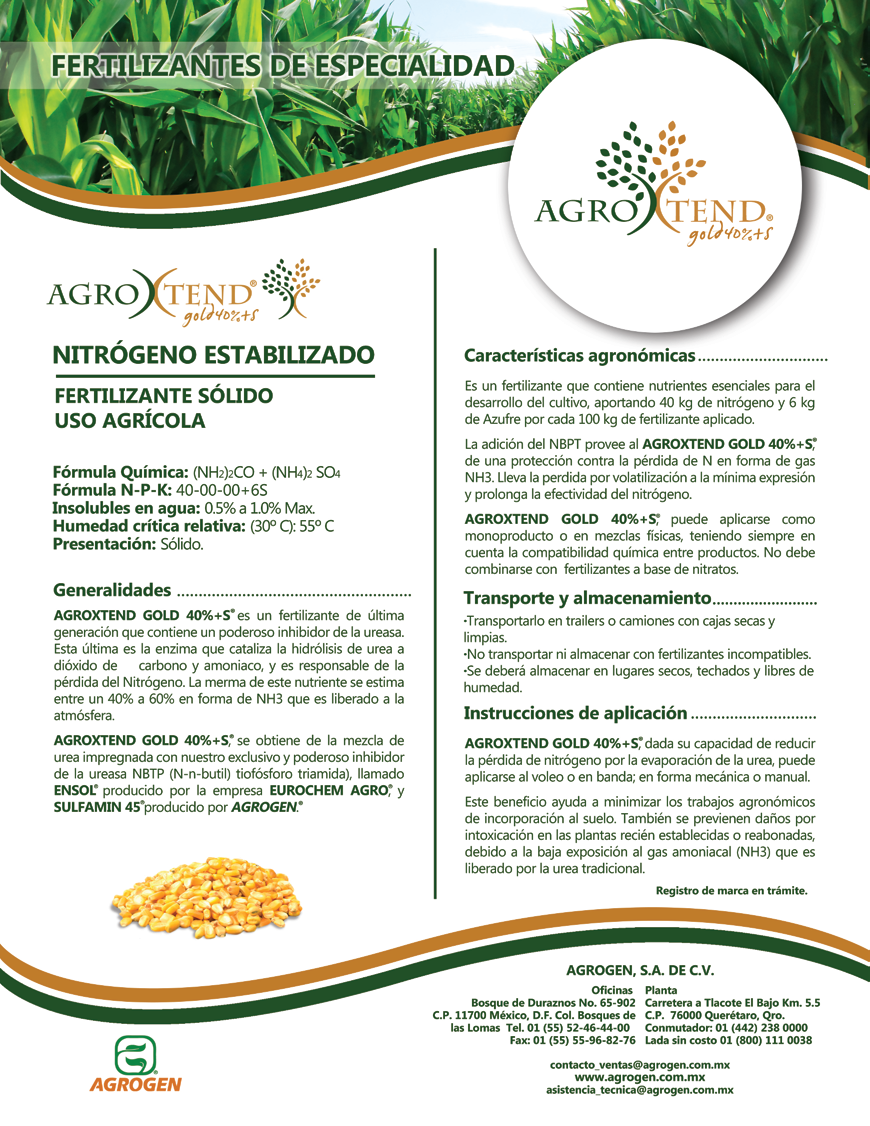 FERTILIZANTES DE ESPECIALIDAD
AGROXTEND®
gold40%+S
AGROXTEND®
gold40%+S
NITRÓGENO ESTABILIZADO
FERTILIZANTE SÓLIDO
USO AGRÍCOLA
Fórmula Química: (NH2)2CO + (NH4)2 SO4
Fórmula N-P-K: 40-00-00+6S
Insolubles en agua: 0.5% a 1.0% Max.
Humedad crítica relativa: (30º C): 55º C
Presentación: Sólido.
Generalidades
AGROXTEND GOLD 40%+S® es un fertilizante de última
generación que contiene un poderoso inhibidor de la ureasa.
Esta última es la enzima que cataliza la hidrólisis de urea a
dióxido de carbono y amoniaco, y es responsable de la
pérdida del Nitrógeno. La merma de este nutriente se estima
entre un 40% a 60% en forma de NH3 que es liberado a la
atmósfera.
AGROXTEND GOLD 40%+S,® se obtiene de la mezcla de
urea impregnada con nuestro exclusivo y poderoso inhibidor
de la ureasa NBTP (N-n-butil) tiofósforo triamida), llamado
ENSOL® producido por la empresa EUROCHEM AGRO,® y
SULFAMIN 45® producido por AGROGEN.®
Características agronómicas
Es un fertilizante que contiene nutrientes esenciales para el
desarrollo del cultivo, aportando 40 kg de nitrógeno y 6 kg
de Azufre por cada 100 kg de fertilizante aplicado.
La adición del NBPT provee al AGROXTEND GOLD 40%+S,®
de una protección contra la pérdida de N en forma de gas
NH3. Lleva la perdida por volatilización a la mínima expresión
y prolonga la efectividad del nitrógeno.
AGROXTEND GOLD 40%+S,® puede aplicarse como
monoproducto o en mezclas físicas, teniendo siempre en
cuenta la compatibilidad química entre productos. No debe
combinarse con fertilizantes a base de nitratos.
Transporte y almacenamiento
·Transportarlo en trailers o camiones con cajas secas y
limpias.
·No transportar ni almacenar con fertilizantes incompatibles.
·Se deberá almacenar en lugares secos, techados y libres de
humedad.
Instrucciones de aplicación
AGROXTEND GOLD 40%+S,® dada su capacidad de reducir
la pérdida de nitrógeno por la evaporación de la urea, puede
aplicarse al voleo o en banda; en forma mecánica o manual.
Este beneficio ayuda a minimizar los trabajos agronómicos
de incorporación al suelo. También se previenen daños por
intoxicación en las plantas recién establecidas o reabonadas,
debido a la baja exposición al gas amoniacal (NH3) que es
liberado por la urea tradicional.
Registro de marca en trámite.
AGROGEN, S.A. DE C.V.
Oficinas
Bosque de Duraznos No. 65-902
C.P. 11700 México, D.F. Col. Bosques de
las Lomas Tel. 01 (55) 52-46-44-00
Fax: 01 (55) 55-96-82-76
Planta
Carretera a Tlacote El Bajo Km. 5.5
C.P. 76000 Querétaro, Qro.
Conmutador: 01 (442) 238 0000
Lada sin costo 01 (800) 111 0038
contacto_ventas@agrogen.com.mx
www.agrogen.com.mx
asistencia_tecnica@agrogen.com.mx
AGROGEN